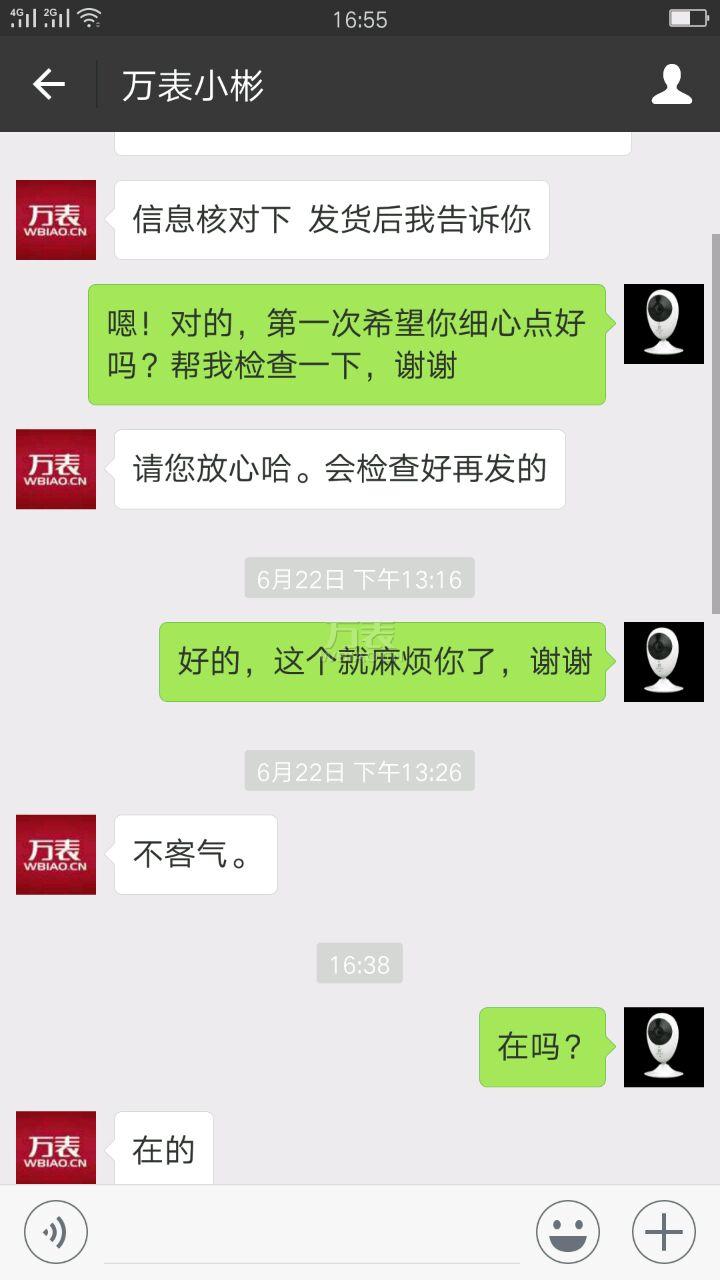 4G 2G 16:55
万表小彬
万表
WBIAO.CN
信息核对下 发货后我告诉你
嗯！对的，第一次希望你细心点好
吗？帮我检查一下，谢谢
万表
WBIAO.CN
请您放心哈。会检查好再发的
6月22日 下午13:16
万表
好的，这个就麻烦你了，谢谢
6月22日 下午13:26
万表
WBIAO.CN
不客气。
16:38
在吗？
万表
WBIAO.CN
在的